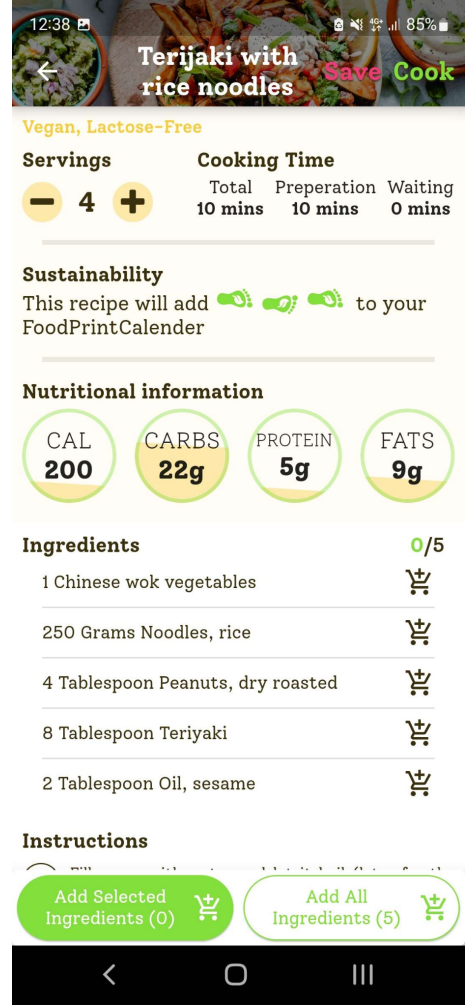 12:38
4G+ 85%
Terijaki with
rice noodles
Save Cook
Vegan, Lactose-Free
Servings
4
Cooking Time
Total Preperation Waiting
10 mins 10 mins 0 mins
Sustainability
This recipe will add to your
FoodPrintCalender
Nutritional information
CAL CARBS PROTEIN FATS
200 22g 5g 9g
Ingredients 0/5
1 Chinese wok vegetables
250 Grams Noodles, rice
4 Tablespoon Peanuts, dry roasted
8 Tablespoon Teriyaki
2 Tablespoon Oil, sesame
Instructions
Add Selected
Ingredients (0)
Add All
Ingredients (5)